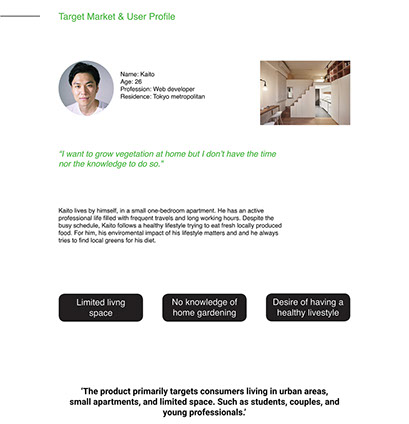 Target Market & User Profile
Name: Kaito
Age: 26
Profession: Web developer
Residence: Tokyo metropolitan
"I want to grow vegetation at home but I don't have the time
nor the knowledge to do so."
Kaito lives by himself, in a small one-bedroom apartment. He has an active
professional life filled with frequent travels and long working hours. Despite the
busy schedule, Kaito follows a healthy lifestyle trying to eat fresh locally produced
food. For him, his enviromental impact of his lifestyle matters and and he always
tries to find local greens for his diet.
Limited livng
space
No knowledge of
home gardening
Desire of having a
healthy livestyle
'The product primarily targets consumers living in urban areas,
small apartments, and limited space. Such as students, couples, and
young professionals.'